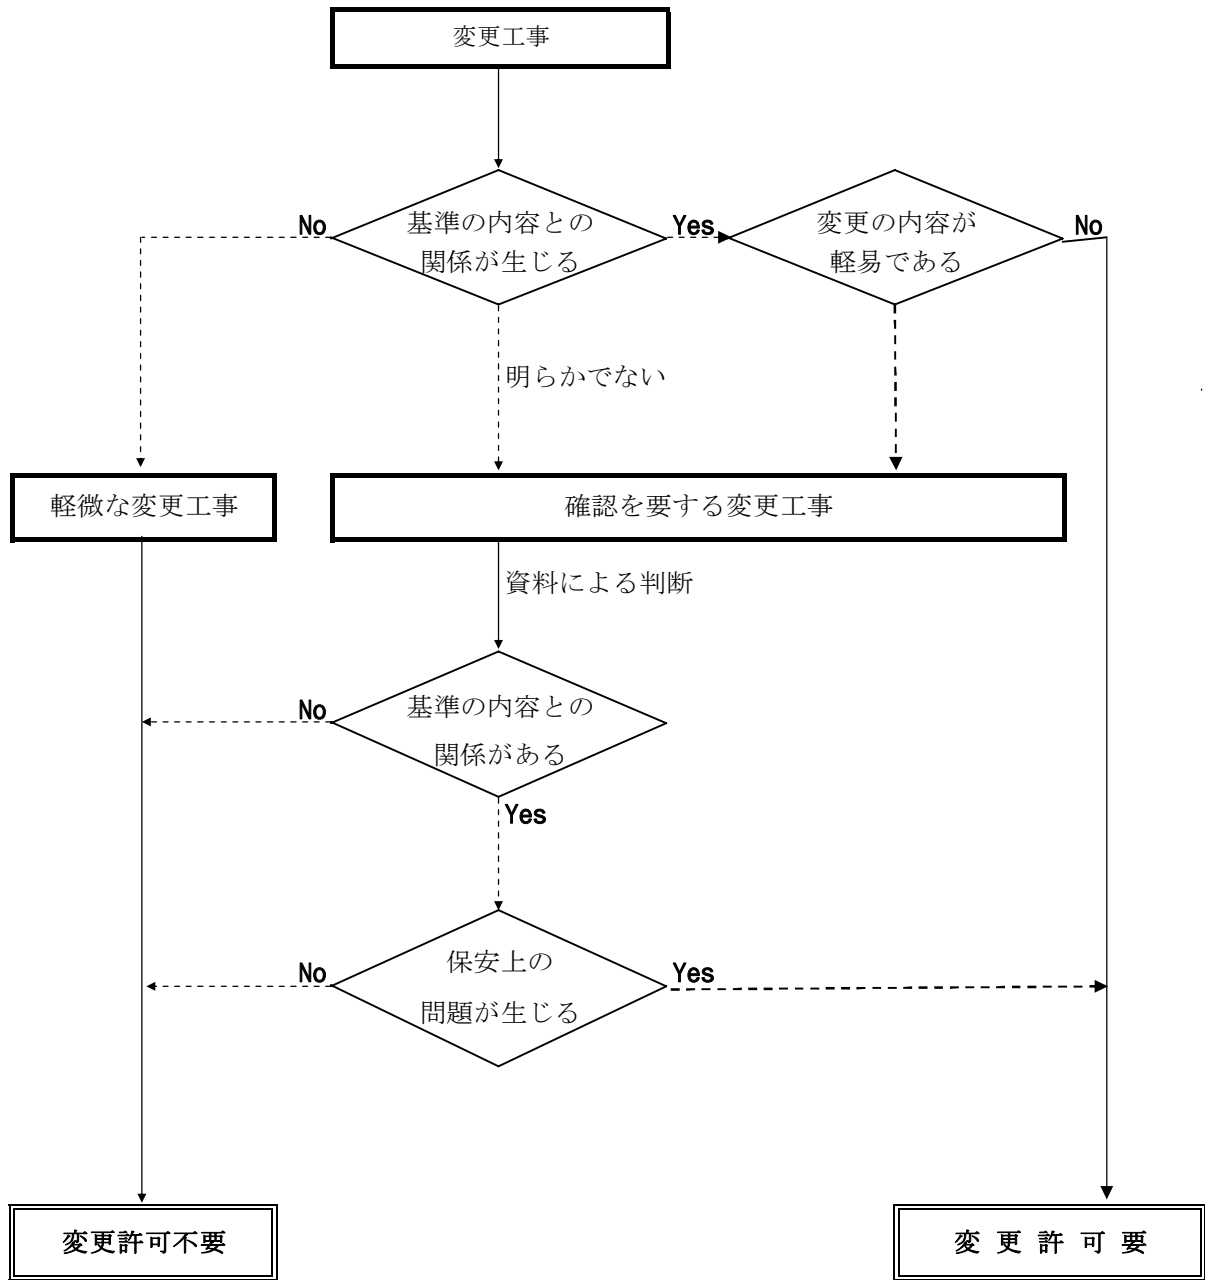 変更工事
No
基準の内容との
関係が生じる
Yes
変更の内容が
軽易である
No
明らかでない
軽微な変更工事
確認を要する変更工事
資料による判断
No
基準の内容との
関係がある
Yes
No
保安上の
問題が生じる
Yes
変更許可不要
変 更 許 可 要